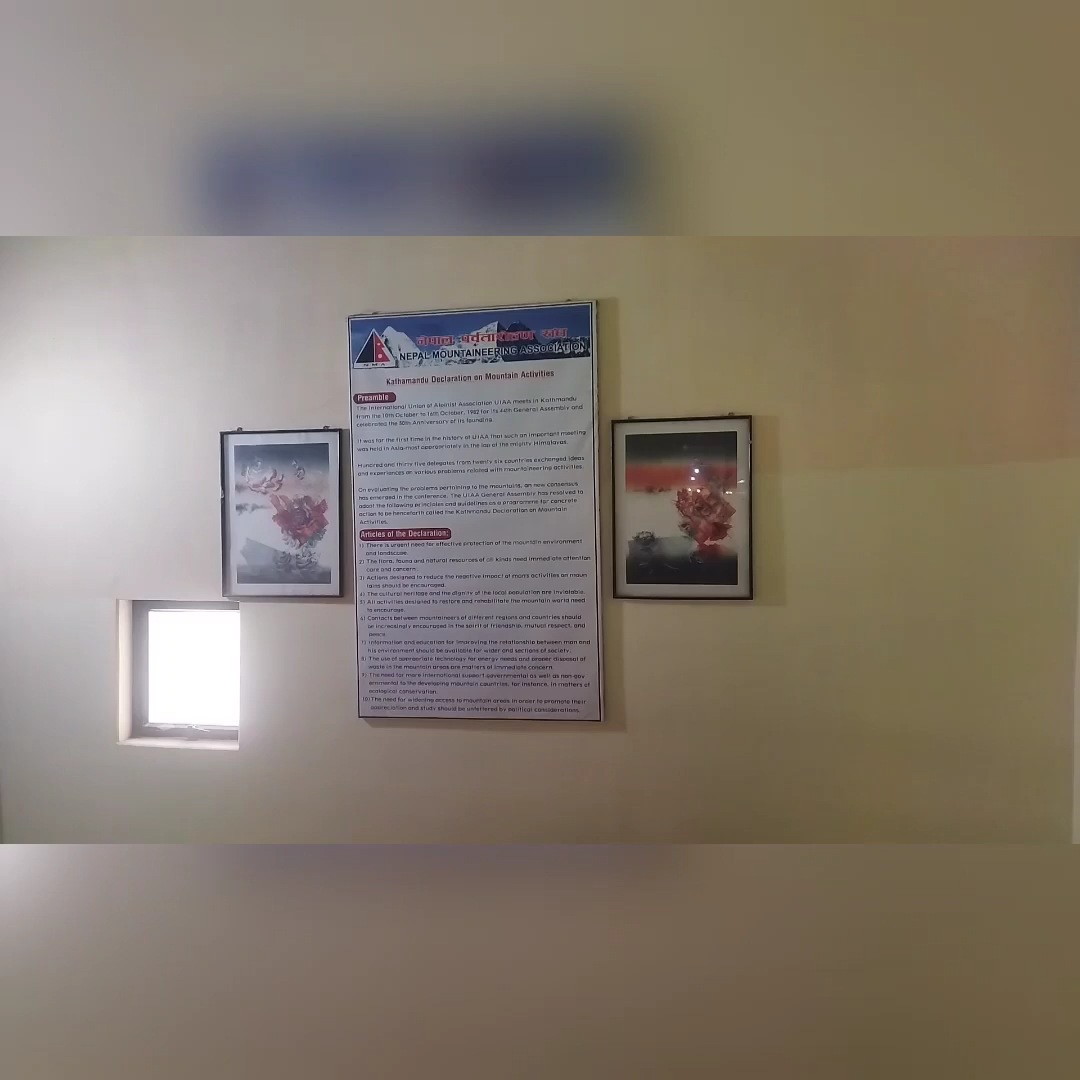 नेपाल पर्वतारोहण संघ
NEPAL MOUNTAINEERING ASSOCIATION
N M A
Kathamandu Declaration on Mountain Activities
Preamble
The International Union of Alpinist Association UIAA meets in Kathmandu
from the 10th October to 16th October, 1982 for its 44th General Assembly and
celebrated the 50th Anniversary of its founding.
It was for the first time in the history of UIAA that such an important meeting
was held in Asia-most appropriately in the lap of the mighty Himalayas.
Hundred and thirty five delegates from twenty six countries exchanged ideas
and experiences on various problems related with mountaineering activities.
On evaluating the problems pertaining to the mountains, an new consensus
has emerged in the conference. The UIAA General Assembly has resolved to
adopt the following principles and guidelines as a programme for concrete
action to be henceforth called the Kathmandu Declaration on Mountain
Activities.
Articles of the Declaration:
1) There is urgent need for effective protection of the mountain environment
and landscape.
2) The flora, fauna and natural resources of all kinds need immediate attention
care and concern.
3) Actions designed to reduce the negative impact of man's activities on moun
tains should be encouraged.
4) The cultural heritage and the dignity of the local population are inviolable.
5) All activities designed to restore and rehabilitate the mountain world need
to encourage.
6) Contacts between mountaineers of different regions and countries should
be increasingly encouraged in the spirit of friendship, mutual respect, and
peace.
7) Information and education for improving the relationship between man and
his environment should be available for wider and sections of society.
8) The use of appropriate technology for energy needs and proper disposal of
waste in the mountain areas are matters of immediate concern.
9) The need for more international support-governmental as well as non-gov
ernmental to the developing mountain countries, for instance, in matters of
ecological conservation.
10) The need for widening access to mountain areas in order to promote their
appreciation and study should be unfettered by political considerations.